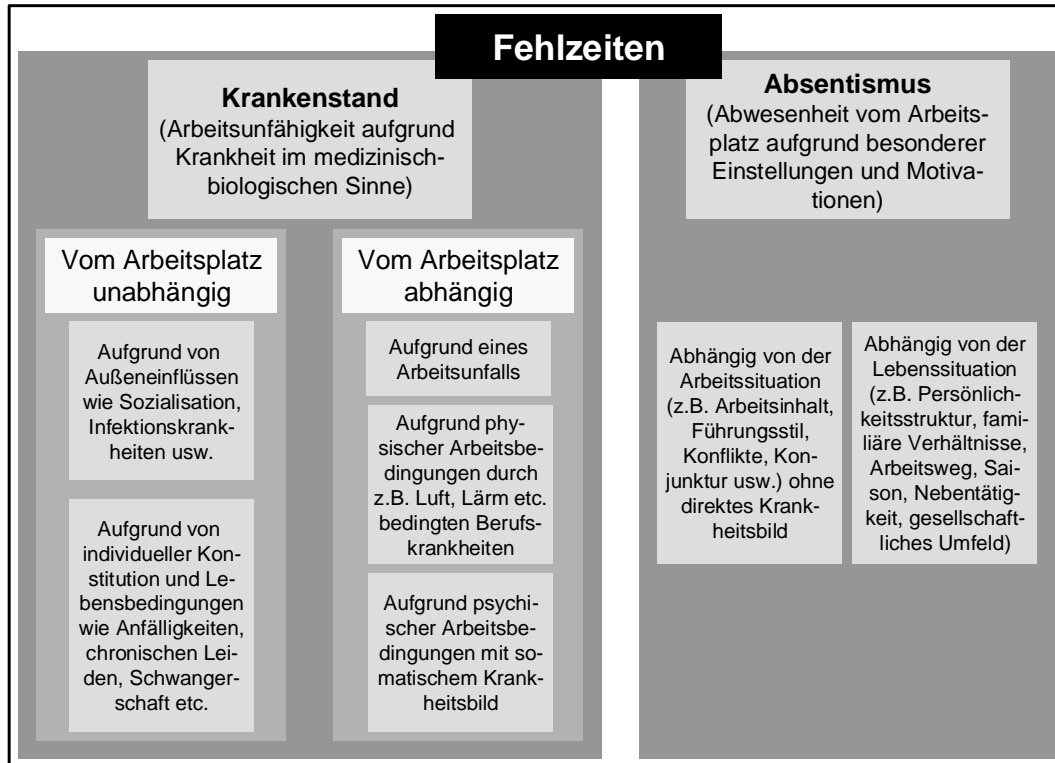 Fehlzeiten
Krankenstand
(Arbeitsunfähigkeit aufgrund
Krankheit im medizinisch-
biologischen Sinne)
Vom Arbeitsplatz
unabhängig
Aufgrund von
Außeneinflüssen
wie Sozialisation,
Infektionskrank-
heiten usw.
Aufgrund von
individueller Kon-
stitution und Le-
bensbedingungen
wie Anfälligkeiten,
chronischen Lei-
den, Schwanger-
schaft etc.
Vom Arbeitsplatz
abhängig
Aufgrund eines
Arbeitsunfalls
Aufgrund phy-
sischer Arbeitsbe-
dingungen durch
z.B. Luft, Lärm etc.
bedingten Berufs-
krankheiten
Aufgrund psychi-
scher Arbeitsbe-
dingungen mit so-
matischem Krank-
heitsbild
Absentismus
(Abwesenheit vom Arbeits-
platz aufgrund besonderer
Einstellungen und Motiva-
tionen)
Abhängig von der
Arbeitssituation
(z.B. Arbeitsinhalt,
Führungsstil,
Konflikte, Kon-
junktur usw.) ohne
direktes Krank-
heitsbild
Abhängig von der
Lebenssituation
(z.B. Persönlich-
keitsstruktur, fami-
liäre Verhältnisse,
Arbeitsweg, Sai-
son, Nebentätig-
keit, gesellschaft-
liches Umfeld)